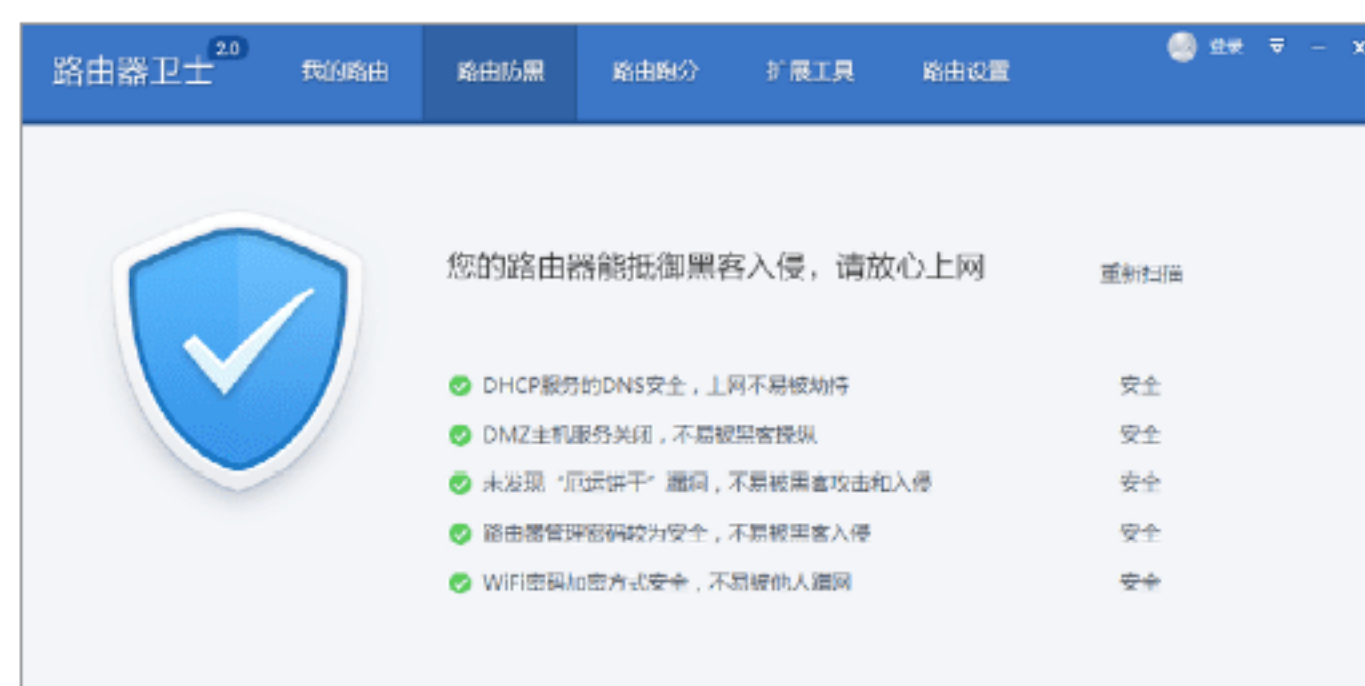 路由器卫士 2.0 我的路由 路由防黑 路由跑分 扩展工具 路由设置 登录
您的路由器能抵御黑客入侵，请放心上网 重新扫描
DHCP服务的DNS安全，上网不易被劫持 安全
DMZ主机服务关闭，不易被黑客操纵 安全
未发现“厄运饼干”漏洞，不易被黑客攻击和入侵 安全
路由器管理密码较为安全，不易被黑客入侵 安全
WiFi密码加密方式安全，不易被他人蹭网 安全